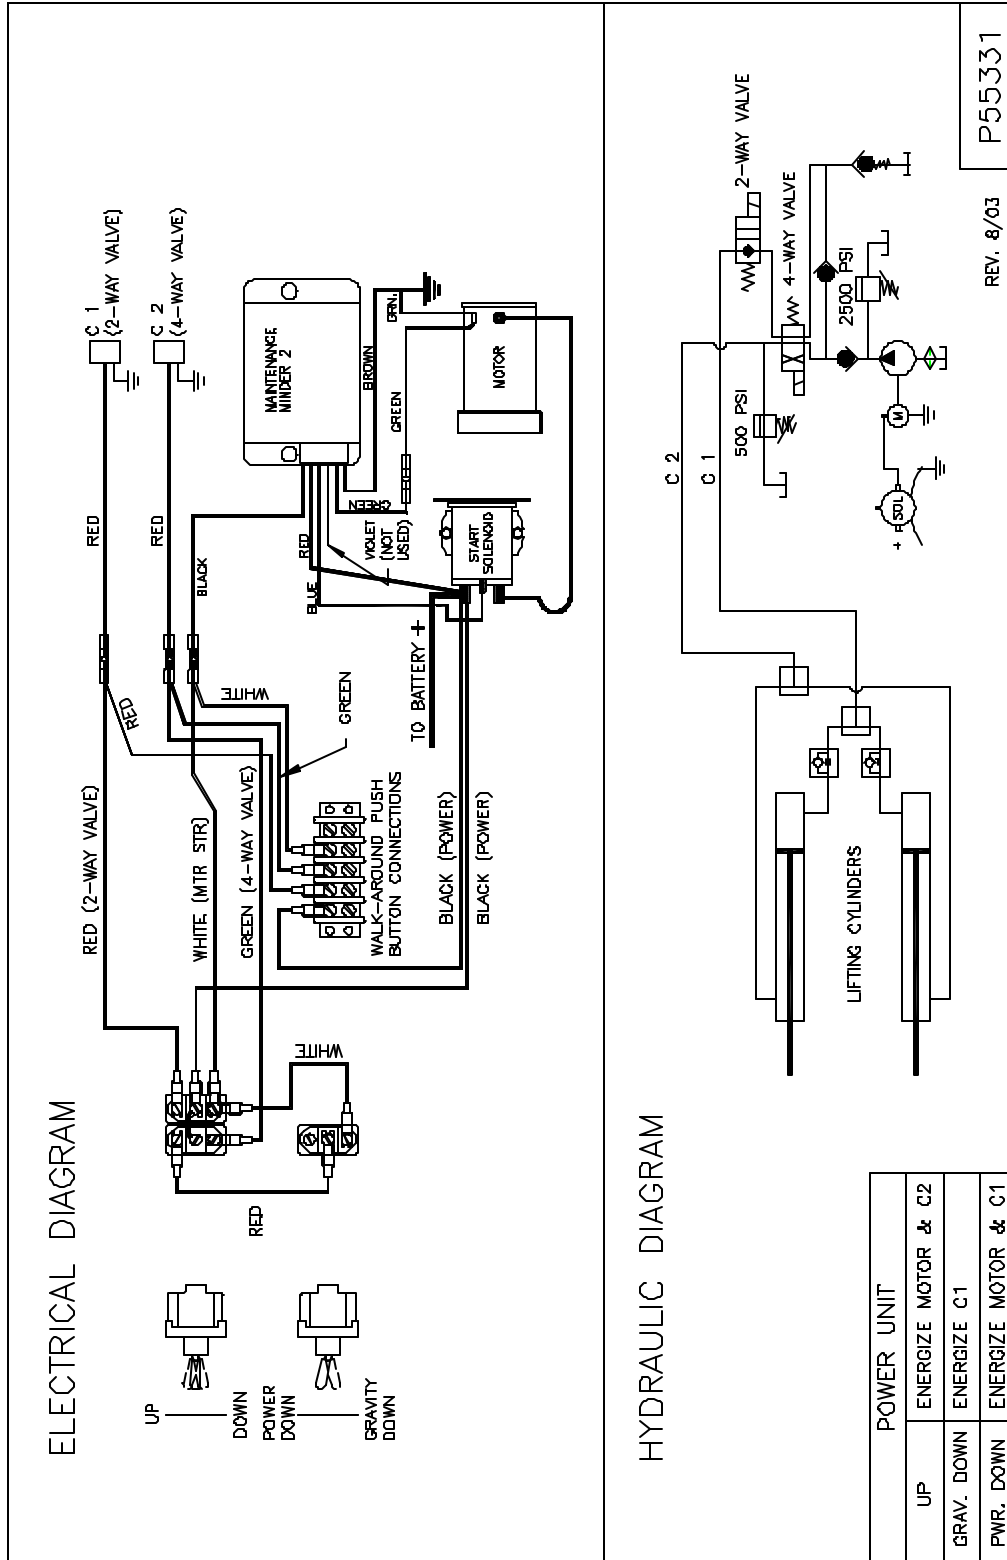 ELECTRICAL DIAGRAM
UP
DOWN
POWER
DOWN
GRAVITY
DOWN
RED
WHITE
RED (2-WAY VALVE)
WHITE (MTR STR)
GREEN (4-WAY VALVE)
RED
WHITE
GREEN
WALK-AROUND PUSH
BUTTON CONNECTIONS
BLACK (POWER)
BLACK (POWER)
TO BATTERY +
RED
RED
BLACK
C 1
(2-WAY VALVE)
C 2
(4-WAY VALVE)
MAINTENANCE
MINDER 2
BROWN
GRN.
GREEN
GREEN
RED
BLUE
VIOLET
(NOT
USED)
START
SOLENOID
MOTOR
HYDRAULIC DIAGRAM
LIFTING CYLINDERS
C 2
C 1
500 PSI
2-WAY VALVE
4-WAY VALVE
2500 PSI
M
SOL
+
POWER UNIT
UP ENERGIZE MOTOR & C2
GRAV. DOWN ENERGIZE C1
PWR. DOWN ENERGIZE MOTOR & C1
REV. 8/03
P55331